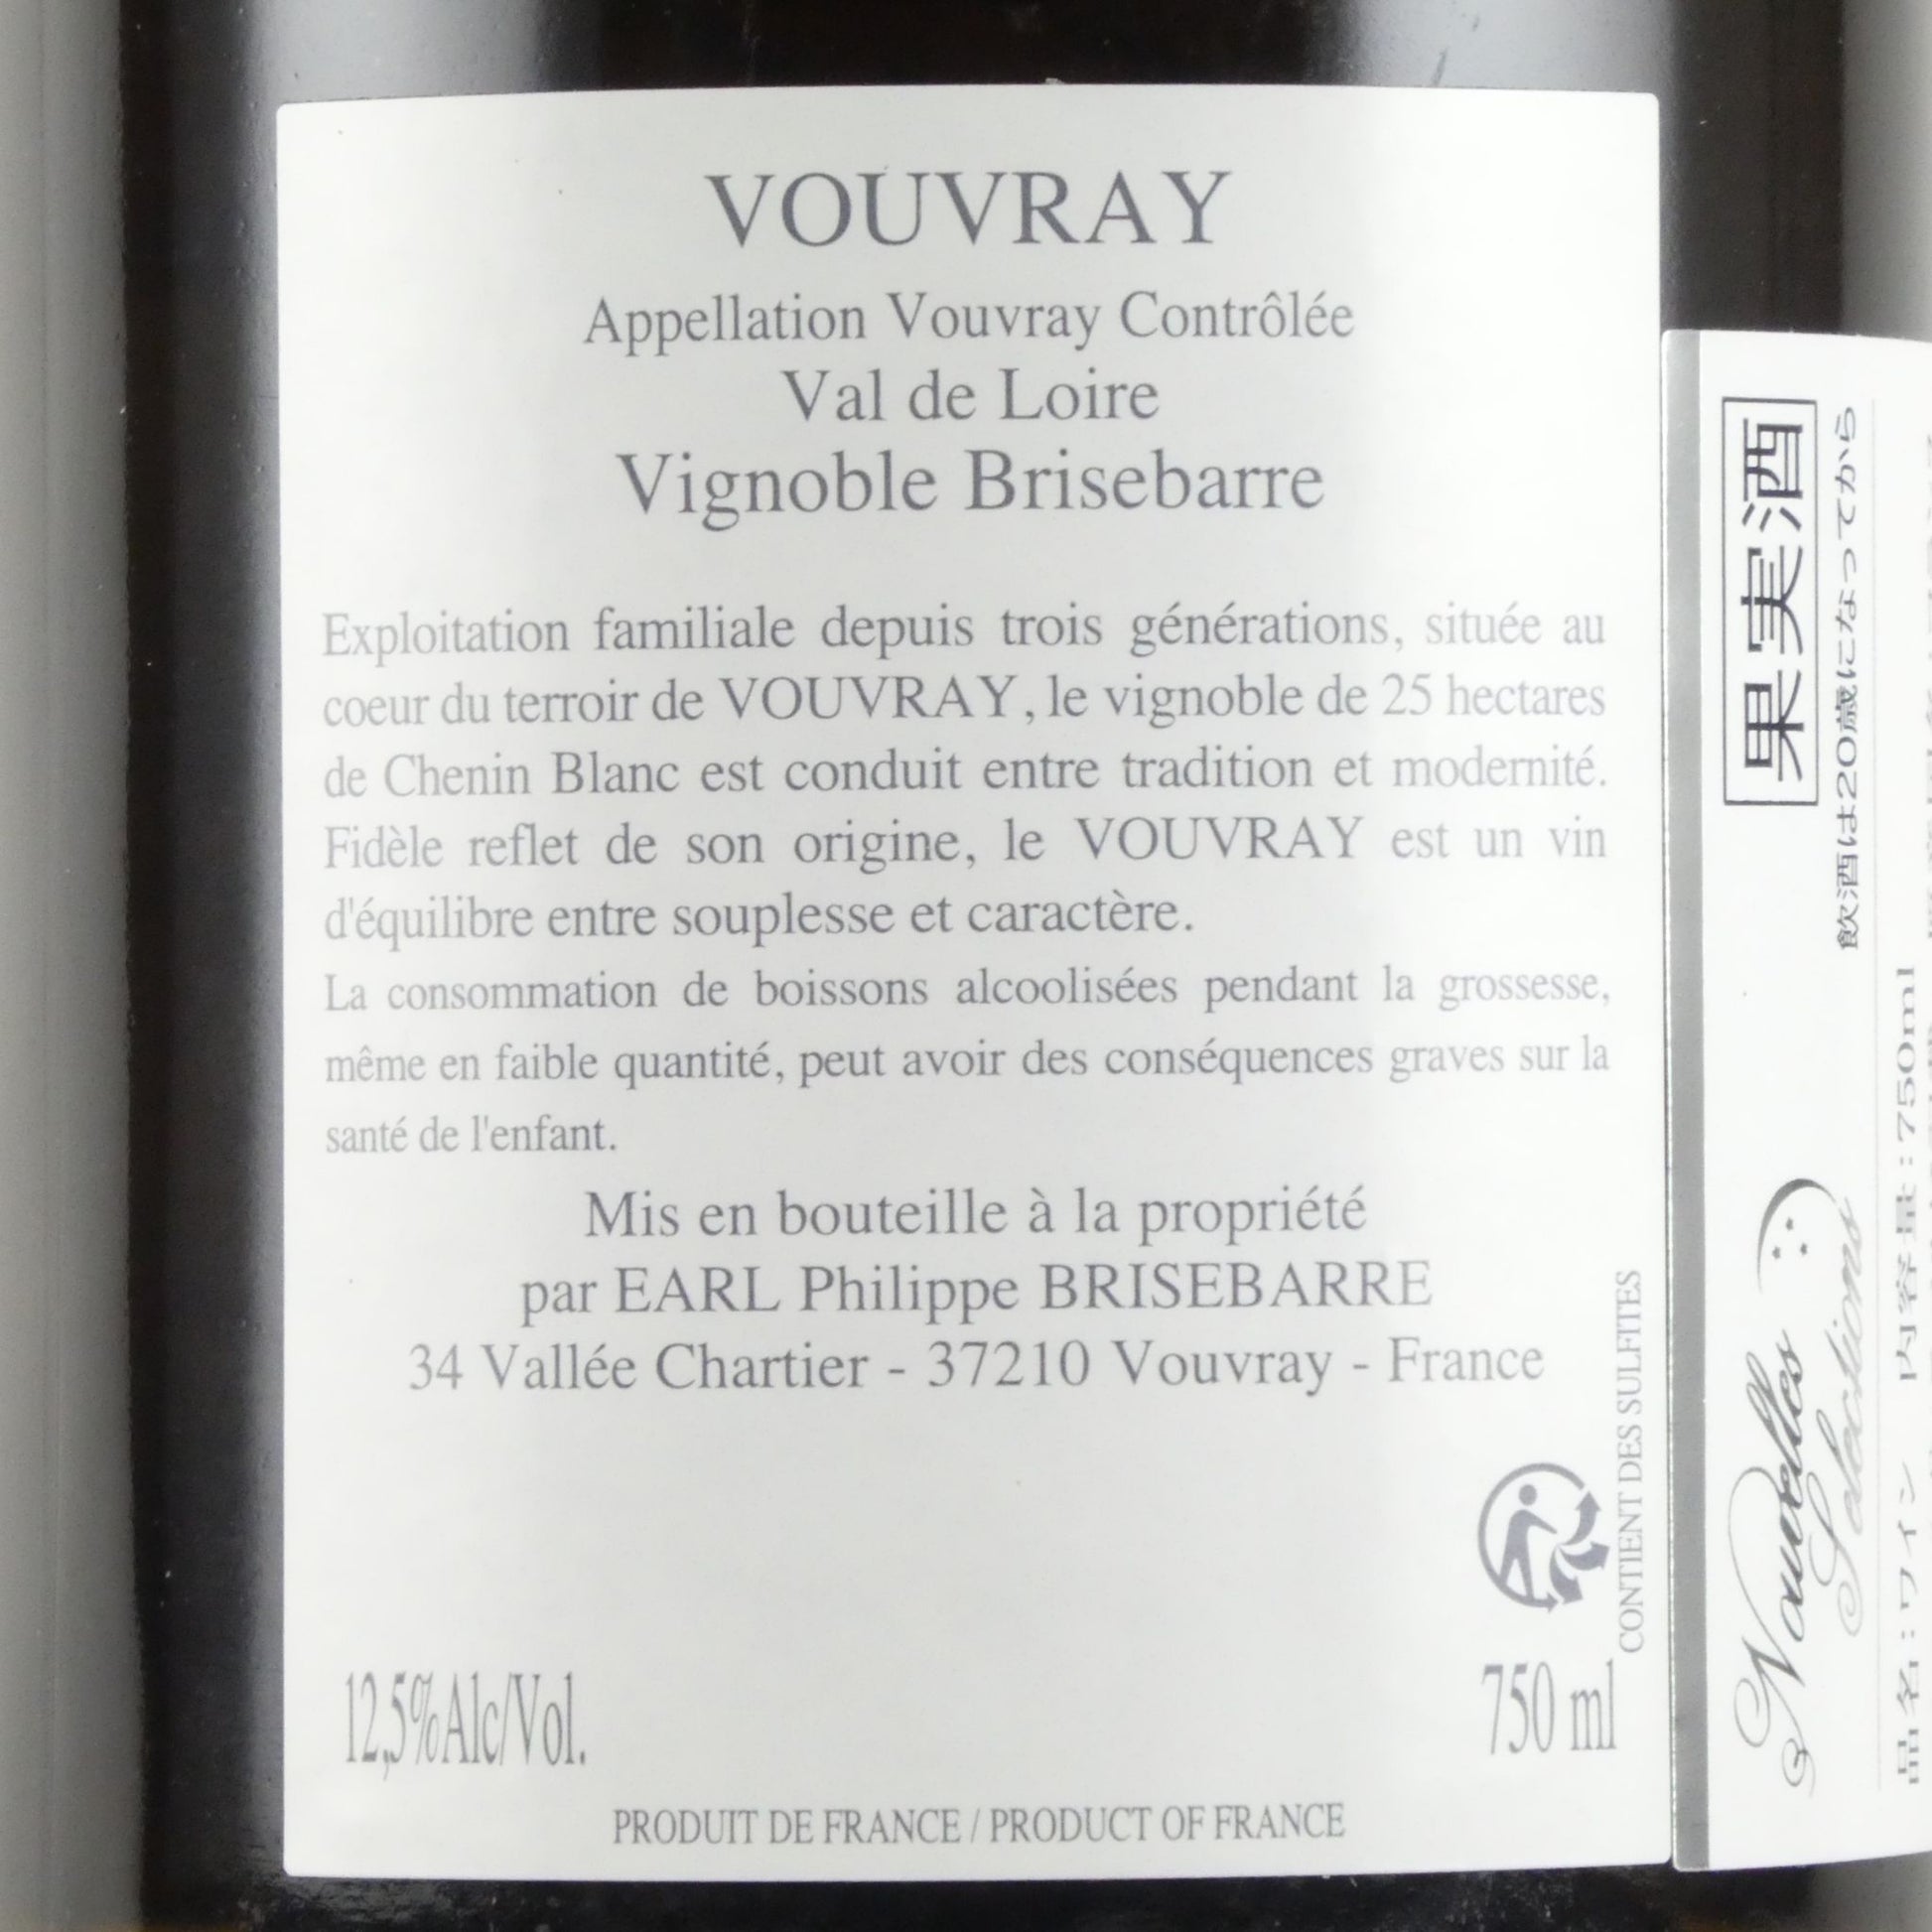 VOUVRAY
Appellation Vouvray Contrôlée
Val de Loire
Vignoble Brisebarre
Exploitation familiale depuis trois générations, située au
coeur du terroir de VOUVRAY, le vignoble de 25 hectares
de Chenin Blanc est conduit entre tradition et modernité.
Fidèle reflet de son origine, le VOUVRAY est un vin
d'équilibre entre souplesse et caractère.
La consommation de boissons alcoolisées pendant la grossesse,
même en faible quantité, peut avoir des conséquences graves sur la
santé de l'enfant.
Mis en bouteille à la propriété
par EARL Philippe BRISEBARRE
34 Vallée Chartier - 37210 Vouvray - France
CONTIENT DES SULFITES
12,5%Alc/Vol.
750 ml
PRODUIT DE FRANCE / PRODUCT OF FRANCE
Nouvelles
Selections
果実酒
飲酒は20歳になってから
品名：ワイン 内容量：750ml